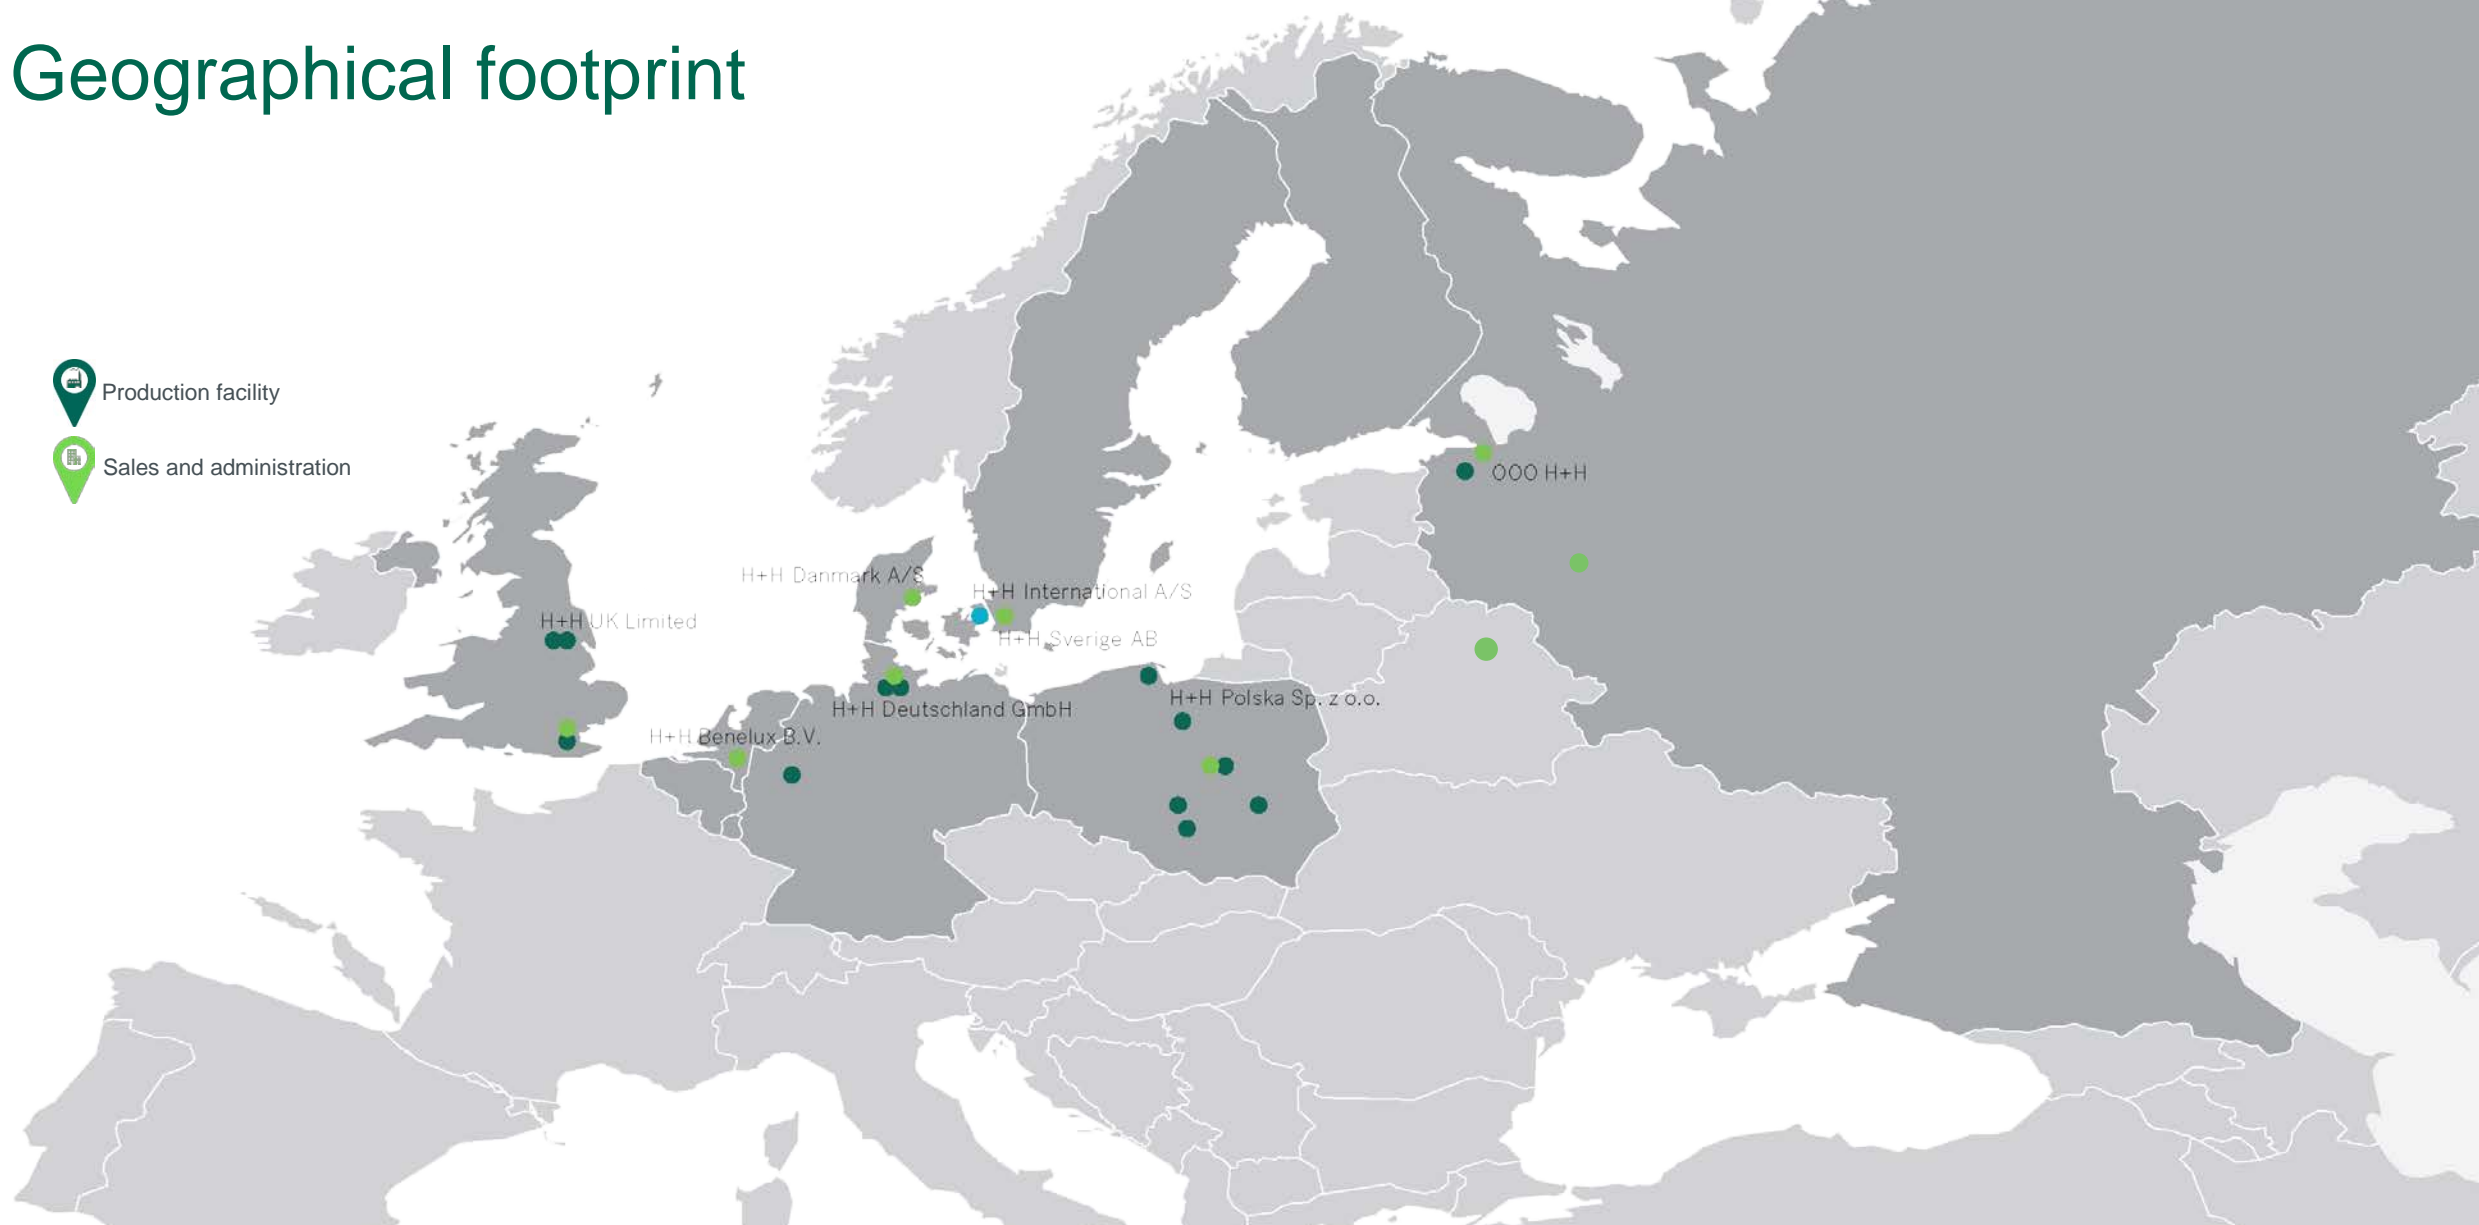 Geographical footprint
Production facility
Sales and administration
OOO H+H
H+H Danmark A/S
H+H International A/S
H+H UK Limited
H+H Sverige AB
H+H Polska Sp. z o.o.
H+H Deutschland GmbH
H+H Benelux B.V.